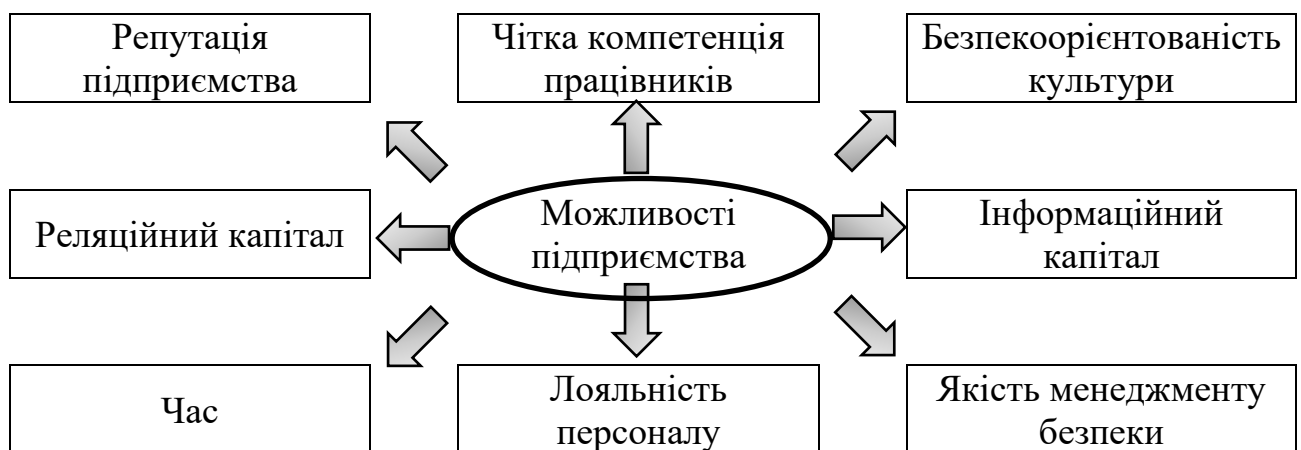 Репутація
підприємства
Чітка компетенція
працівників
Безпекоорієнтованість
культури
Реляційний капітал
Можливості
підприємства
Інформаційний
капітал
Час
Лояльність
персоналу
Якість менеджменту
безпеки